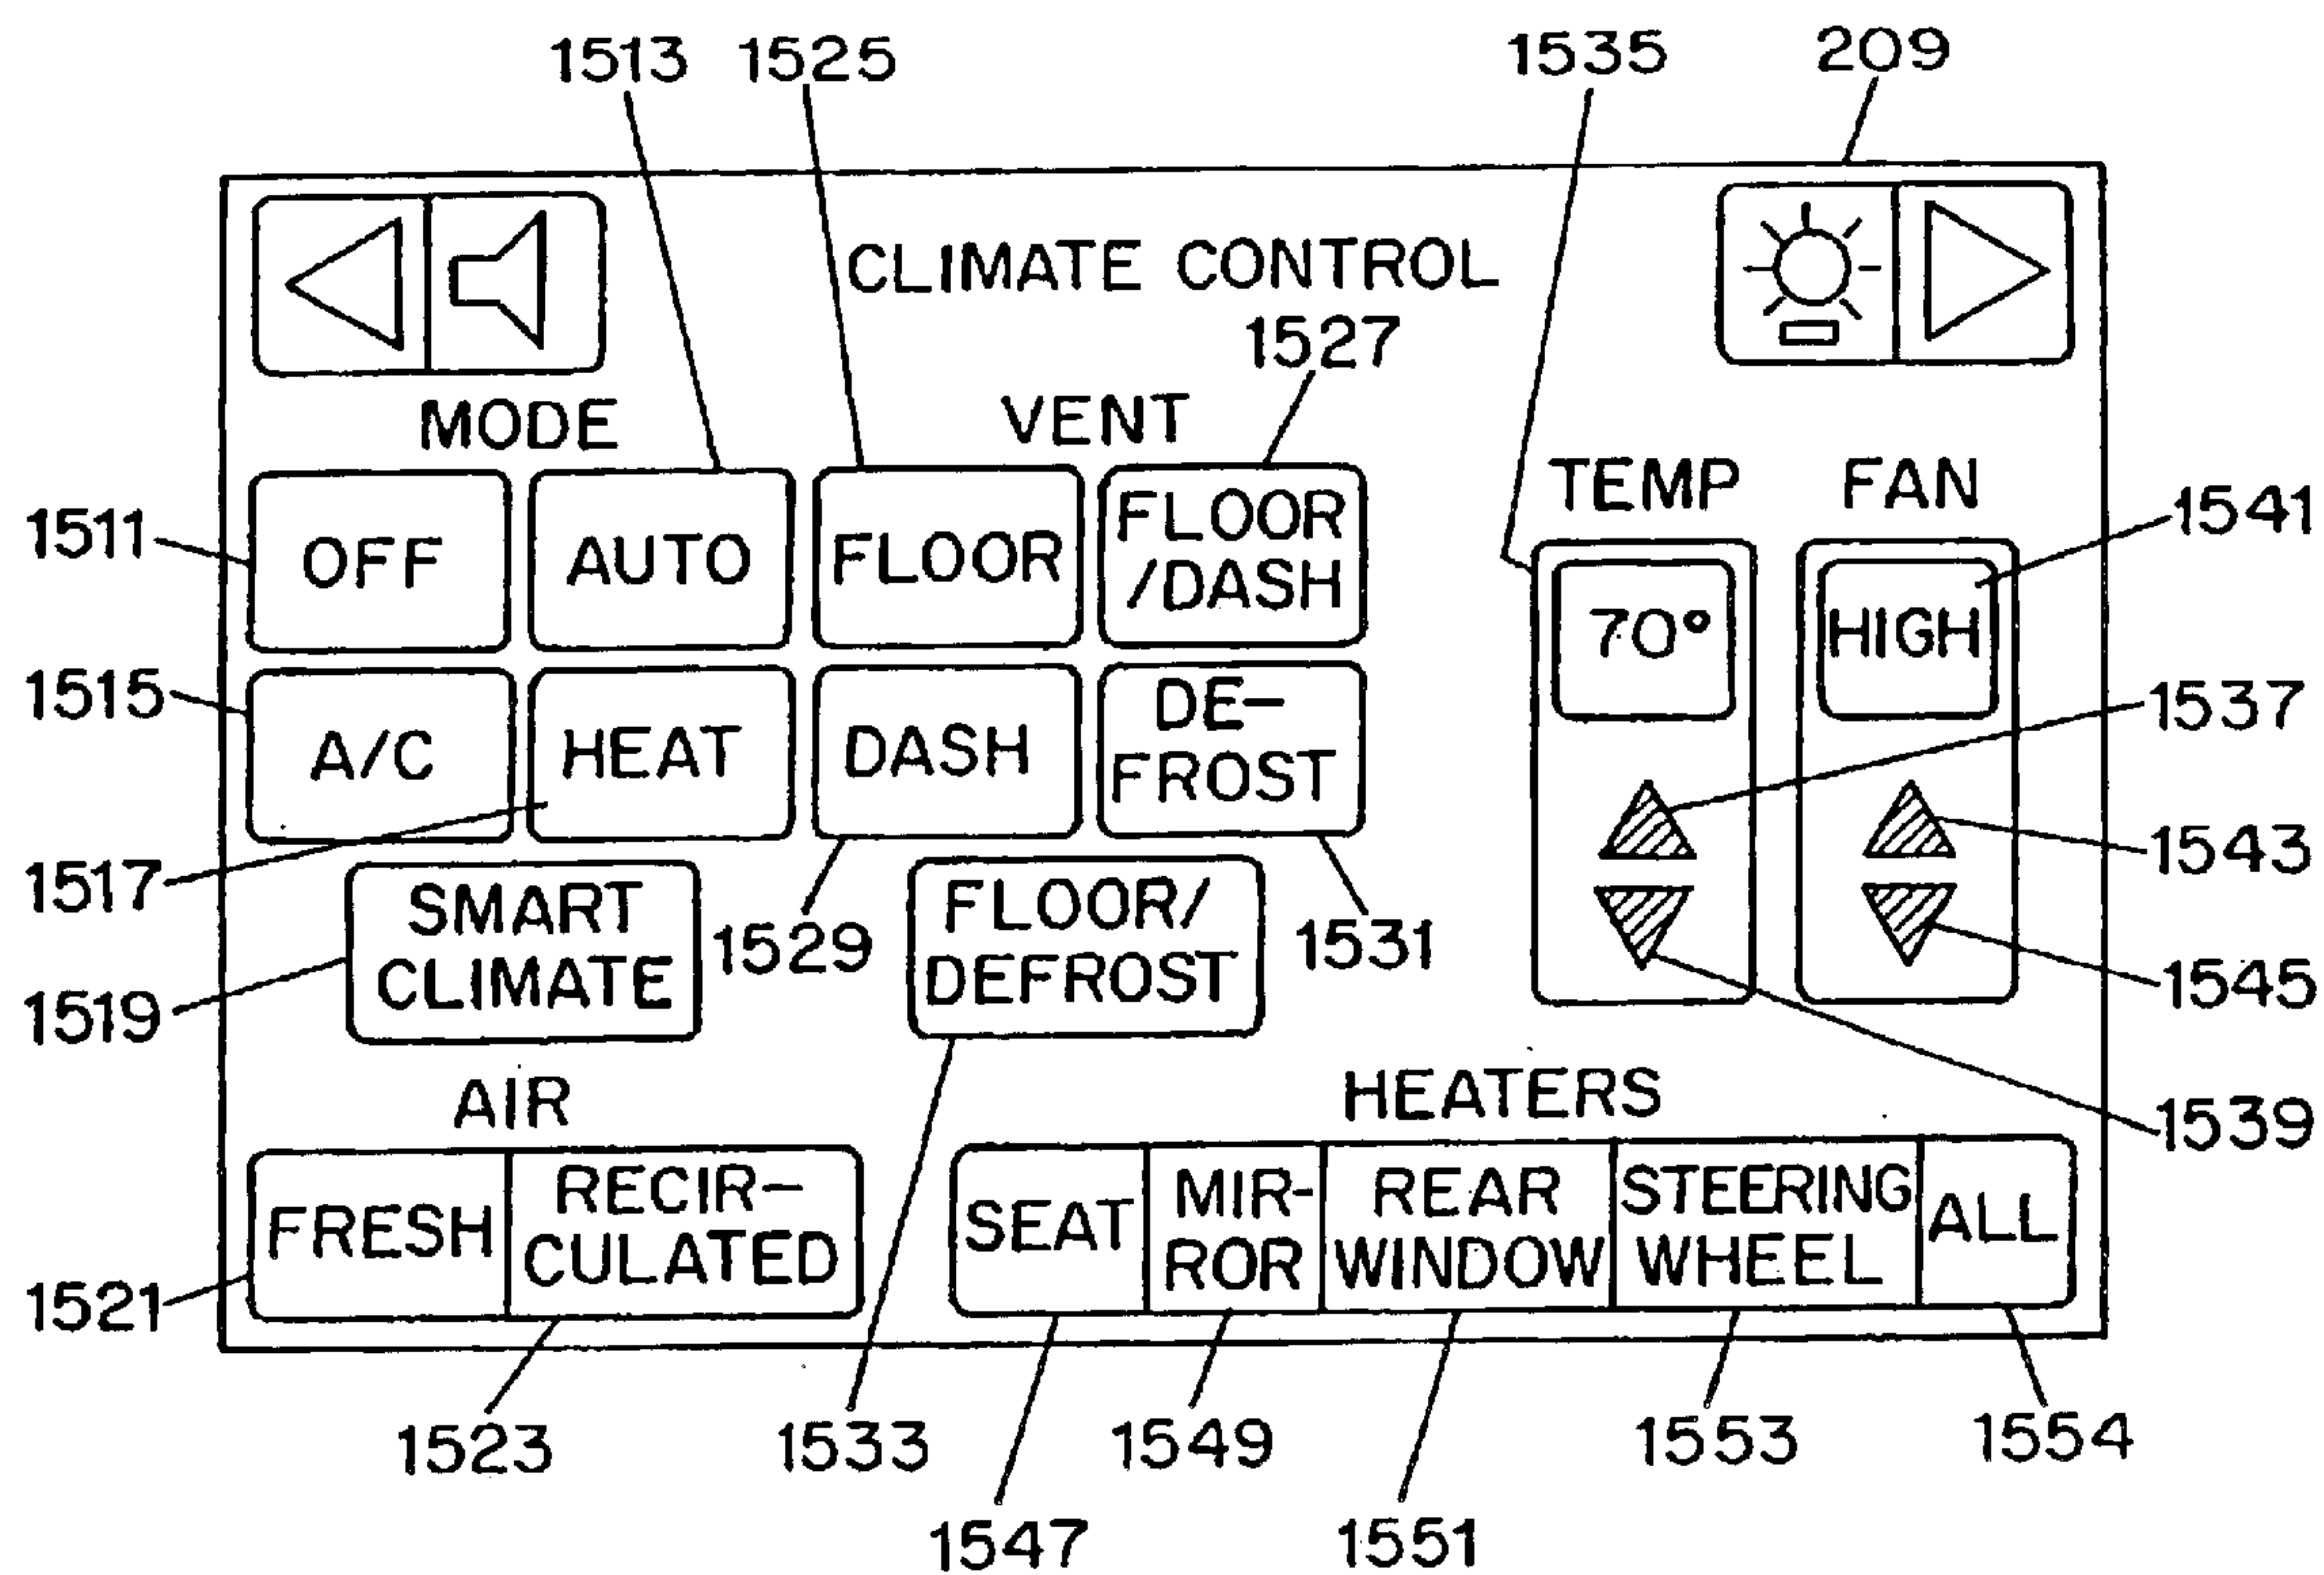 1513 1525 1535 209
CLIMATE CONTROL
1527
MODE VENT
TEMP FAN
1541
1511 OFF AUTO FLOOR FLOOR
/DASH
70° HIGH
1515 A/C HEAT DASH DE-
FROST
1537
1517
1543
SMART
CLIMATE
1529
FLOOR/
DEFROST
1531
1519
1545
AIR HEATERS
1539
FRESH RECIR-
CULATED
SEAT MIR-
ROR
REAR
WINDOW
STEERING
WHEEL
ALL
1521
1523 1533 1549 1553 1554
1547 1551